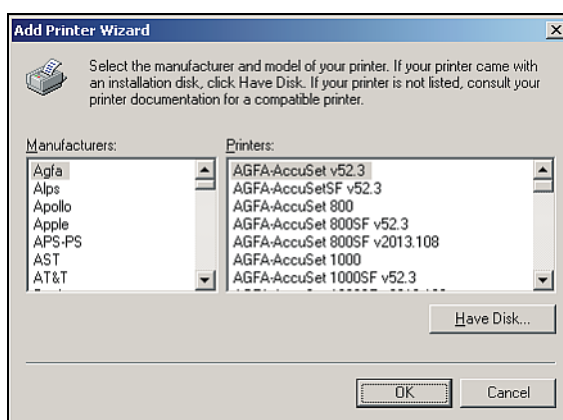 Add Printer Wizard
Select the manufacturer and model of your printer. If your printer came with
an installation disk, click Have Disk. If your printer is not listed, consult your
printer documentation for a compatible printer.
Manufacturers:
Agfa
Alps
Apollo
Apple
APS-PS
AST
AT&T
Printers:
AGFA-AccuSet v52.3
AGFA-AccuSetSF v52.3
AGFA-AccuSet 800
AGFA-AccuSet 800SF v52.3
AGFA-AccuSet 800SF v2013.108
AGFA-AccuSet 1000
AGFA-AccuSet 1000SF v52.3
Have Disk...
OK
Cancel